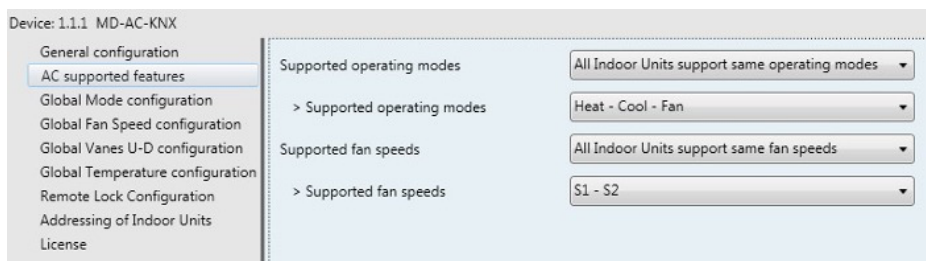 Device: 1.1.1 MD-AC-KNX
General configuration
AC supported features
Global Mode configuration
Global Fan Speed configuration
Global Vanes U-D configuration
Global Temperature configuration
Remote Lock Configuration
Addressing of Indoor Units
License
Supported operating modes
All Indoor Units support same operating modes
> Supported operating modes
Heat - Cool - Fan
Supported fan speeds
All Indoor Units support same fan speeds
> Supported fan speeds
S1 - S2